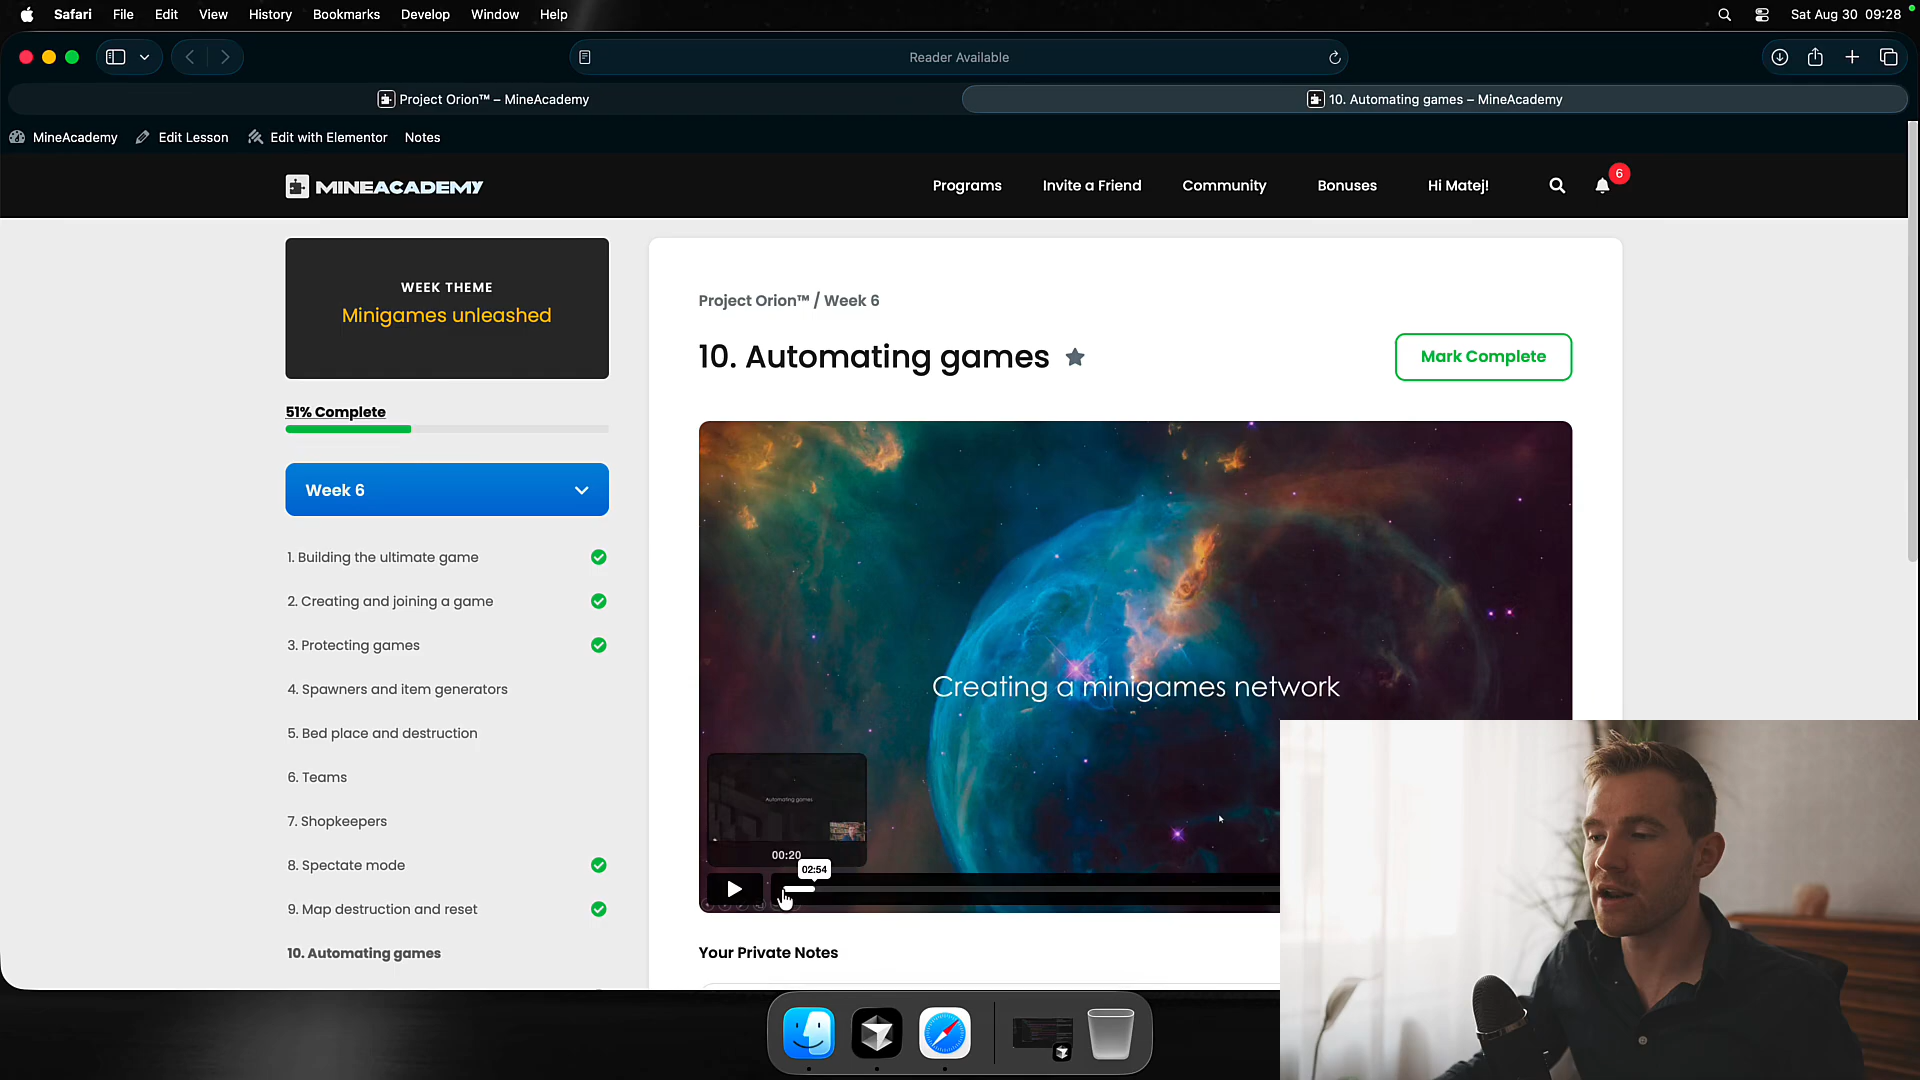 Safari File Edit View History Bookmarks Develop Window Help
Sat Aug 30 09:28
Reader Available
Project Orion™ – MineAcademy
10. Automating games – MineAcademy
MineAcademy Edit Lesson Edit with Elementor Notes
MINEACADEMY
Programs Invite a Friend Community Bonuses Hi Matej!
6
WEEK THEME
Minigames unleashed
51% Complete
Week 6
1. Building the ultimate game
2. Creating and joining a game
3. Protecting games
4. Spawners and item generators
5. Bed place and destruction
6. Teams
7. Shopkeepers
8. Spectate mode
9. Map destruction and reset
10. Automating games
Project Orion™ / Week 6
10. Automating games
Mark Complete
Creating a minigames network
Automating games
00:20
02:54
Your Private Notes